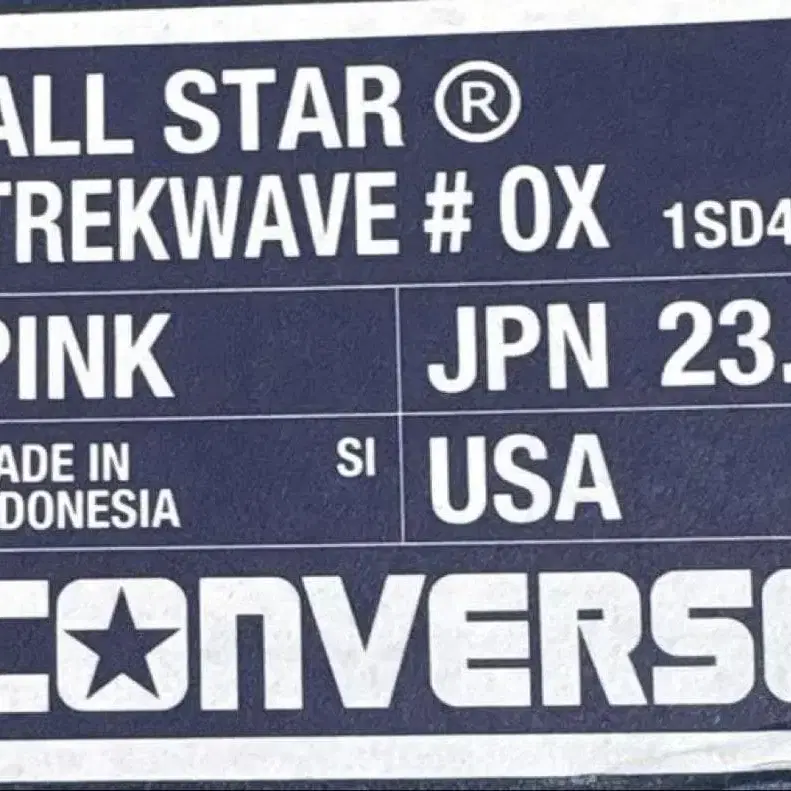 ALL STAR ®
TREKWAVE # OX 1SD4
PINK JPN 23.
ADE IN SI USA
DONESIA
CONVERS